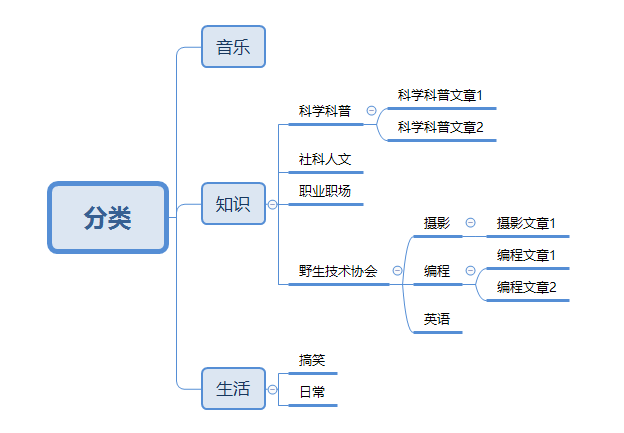 分类
音乐
知识
科学科普
科学科普文章1
科学科普文章2
社科人文
职业职场
野生技术协会
摄影
摄影文章1
编程
编程文章1
编程文章2
英语
生活
搞笑
日常